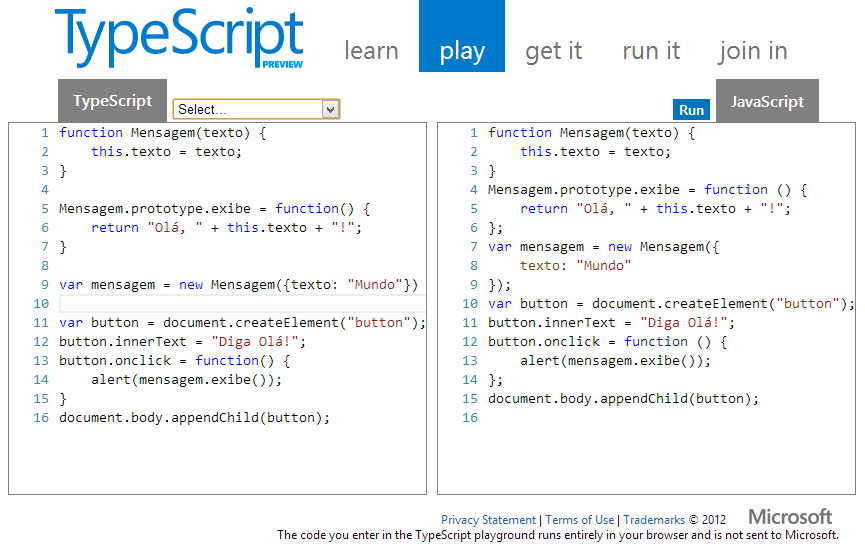 TypeScript
PREVIEW
learn play get it run it join in
TypeScript
Select...
1 function Mensagem(texto) {
2     this.texto = texto;
3 }
4
5 Mensagem.prototype.exibe = function() {
6     return "Olá, " + this.texto + "!";
7 }
8
9 var mensagem = new Mensagem({texto: "Mundo"})
10
11 var button = document.createElement("button");
12 button.innerText = "Diga Olá!";
13 button.onclick = function() {
14     alert(mensagem.exibe());
15 }
16 document.body.appendChild(button);
Run
JavaScript
1 function Mensagem(texto) {
2     this.texto = texto;
3 }
4 Mensagem.prototype.exibe = function () {
5     return "Olá, " + this.texto + "!";
6 };
7 var mensagem = new Mensagem({
8     texto: "Mundo"
9 });
10 var button = document.createElement("button");
11 button.innerText = "Diga Olá!";
12 button.onclick = function () {
13     alert(mensagem.exibe());
14 };
15 document.body.appendChild(button);
16
Privacy Statement | Terms of Use | Trademarks © 2012 Microsoft
The code you enter in the TypeScript playground runs entirely in your browser and is not sent to Microsoft.